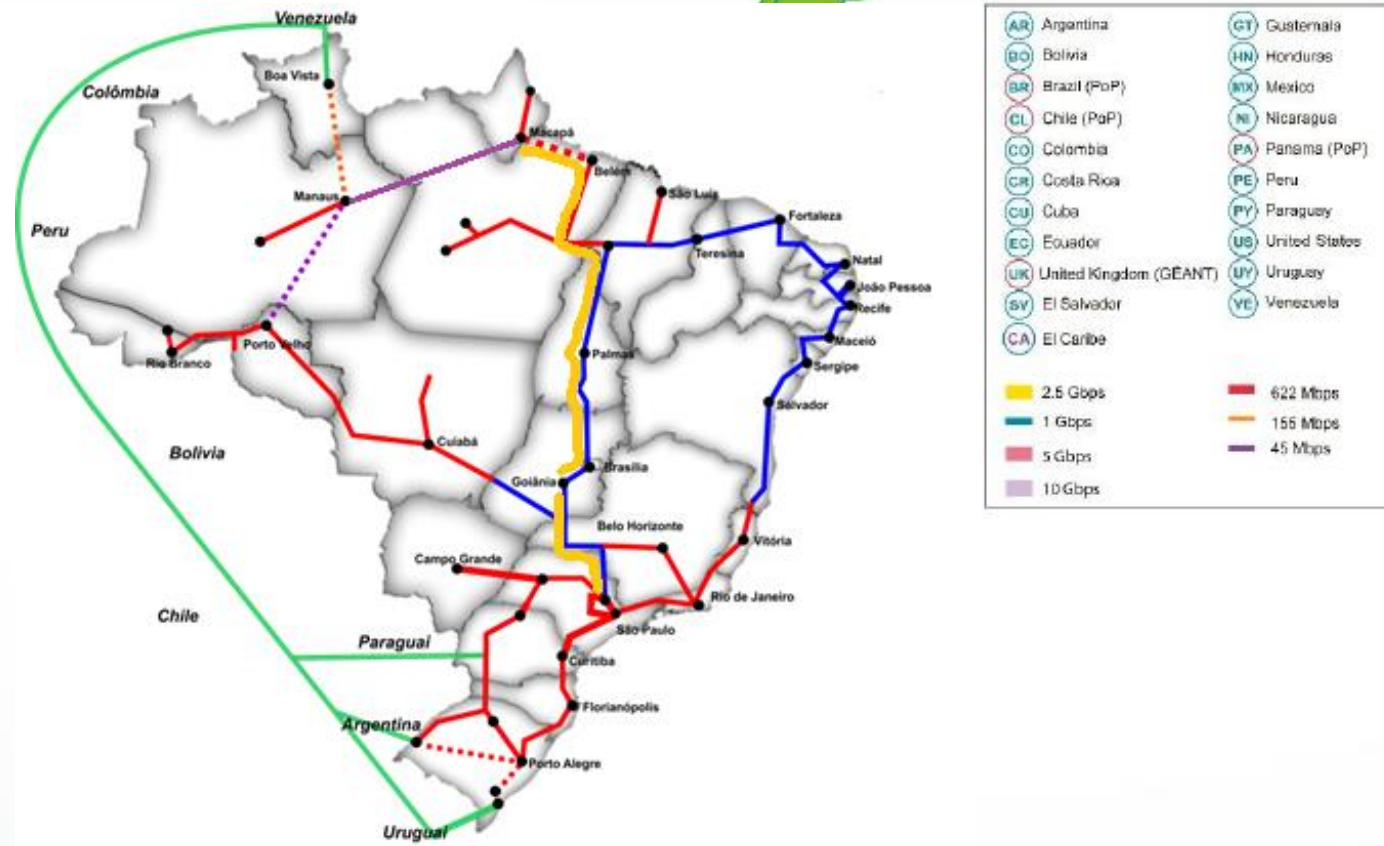 Venezuela
Boa Vista
Colômbia
Macapá
Belém
Manaus
São Luiz
Peru
Fortaleza
Teresina
Natal
João Pessoa
Recife
Porto Velho
Maceió
Rio Branco
Palmas
Sergipe
Salvador
Cuiabá
Bolivia
Brasília
Goiânia
Belo Horizonte
Vitória
Campo Grande
Rio de Janeiro
Chile
São Paulo
Paraguai
Curitiba
Florianópolis
Argentina
Porto Alegre
Uruguai
AR Argentina
BO Bolivia
BR Brazil (PoP)
CL Chile (PoP)
CO Colombia
CR Costa Rica
CU Cuba
EC Ecuador
UK United Kingdom (GÉANT)
SV El Salvador
CA El Caribe
GT Guatemala
HN Honduras
MX Mexico
NI Nicaragua
PA Panama (PoP)
PE Peru
PY Paraguay
US United States
UY Uruguay
VE Venezuela
2.5 Gbps
1 Gbps
5 Gbps
10 Gbps
622 Mbps
155 Mbps
45 Mbps